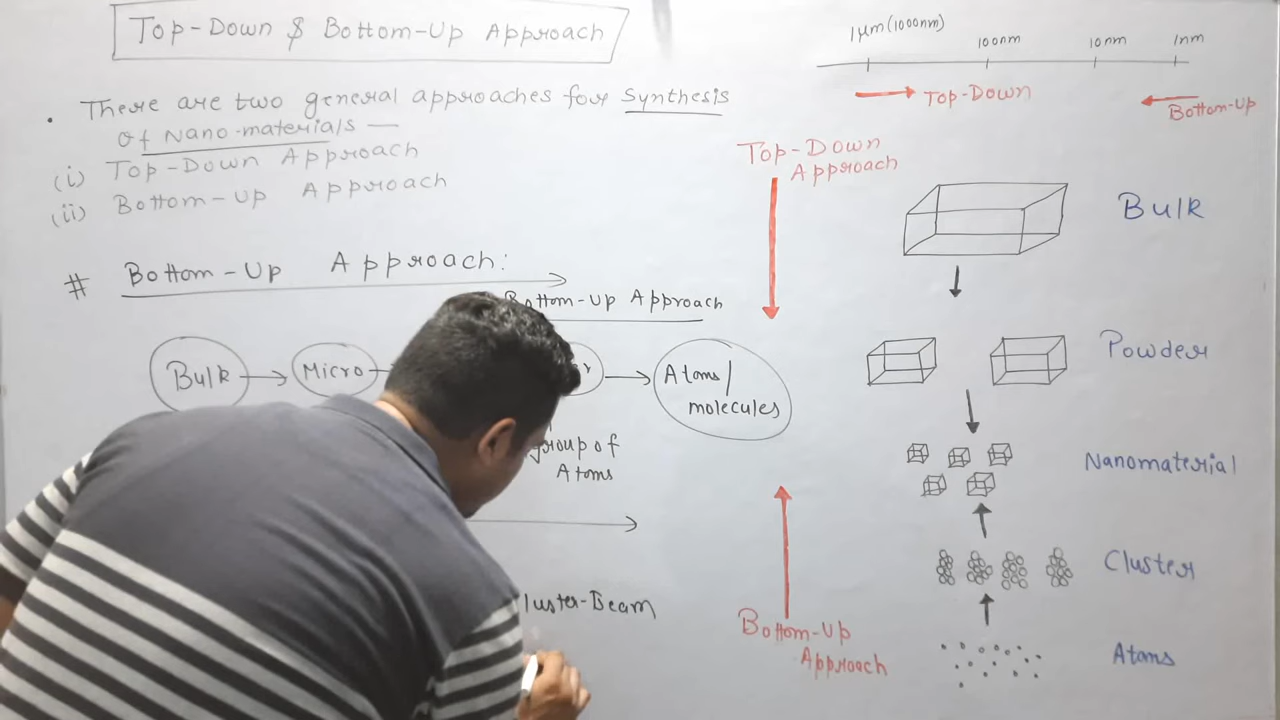 Top-Down & Bottom-Up Approach
• There are two general approaches for Synthesis
of Nano-materials —
(i) Top-Down Approach
(ii) Bottom-Up Approach
# Bottom-Up Approach:
Bottom-Up Approach
Bulk → Micro → Atoms/
molecules
group of
Atoms
Cluster-Beam
1μm(1000nm) 100nm 10nm 1nm
Top-Down Bottom-Up
Top-Down
Approach
Bulk
Powder
Nanomaterial
Cluster
Bottom-Up
Approach
Atoms